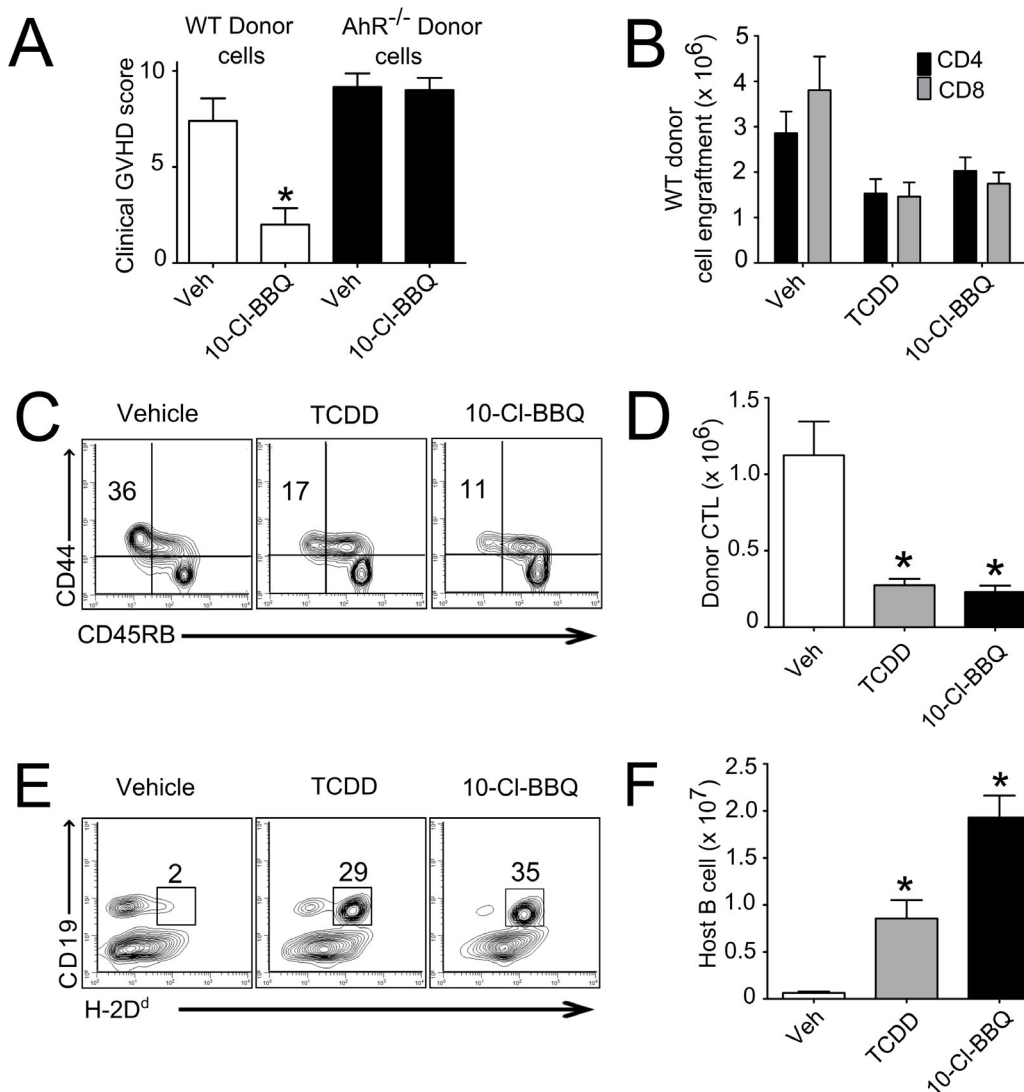 A
WT Donor cells
AhR-/- Donor cells
Clinical GVHD score
10
5
0
*
Veh
10-Cl-BBQ
Veh
10-Cl-BBQ
B
WT donor
cell engraftment (x 10^6)
5
4
3
2
1
0
CD4
CD8
Veh
TCDD
10-Cl-BBQ
C
Vehicle
TCDD
10-Cl-BBQ
36
17
11
CD44
CD45RB
D
Donor CTL (x 10^6)
1.5
1.0
0.5
0
*
*
Veh
TCDD
10-Cl-BBQ
E
Vehicle
TCDD
10-Cl-BBQ
2
29
35
CD19
H-2Dd
F
Host B cell (x 10^7)
2.5
2.0
1.5
1.0
0.5
0
*
*
Veh
TCDD
10-Cl-BBQ